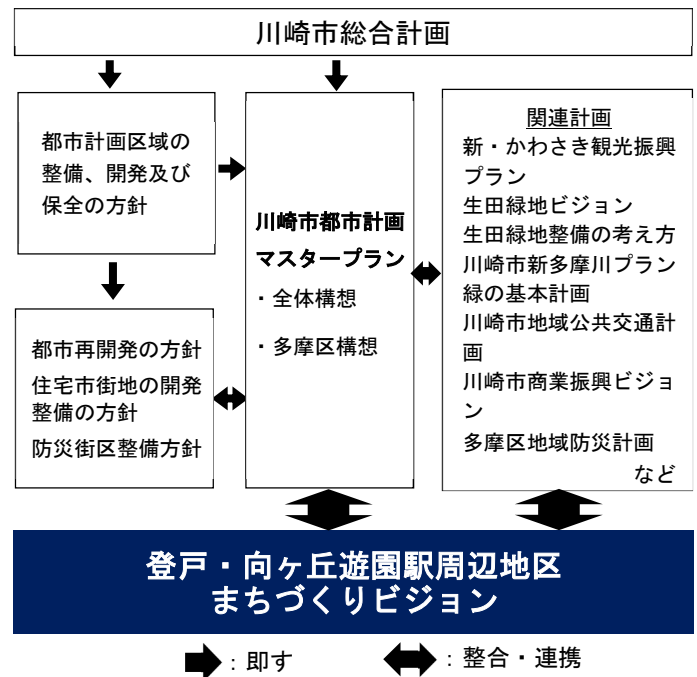 川崎市総合計画
都市計画区域の
整備、開発及び
保全の方針
都市再開発の方針
住宅市街地の開発
整備の方針
防災街区整備方針
川崎市都市計画
マスタープラン
・全体構想
・多摩区構想
関連計画
新・かわさき観光振興
プラン
生田緑地ビジョン
生田緑地整備の考え方
川崎市新多摩川プラン
緑の基本計画
川崎市地域公共交通計
画
川崎市商業振興ビジョ
ン
多摩区地域防災計画
など
登戸・向ヶ丘遊園駅周辺地区
まちづくりビジョン
：即す
：整合・連携